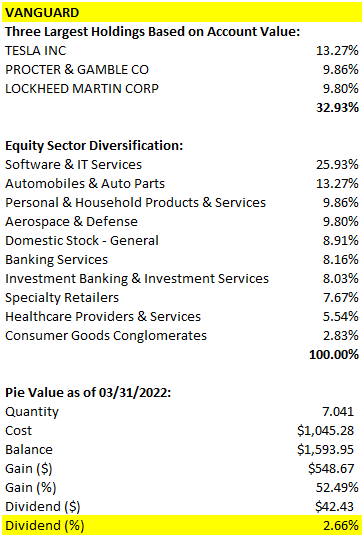 VANGUARD
Three Largest Holdings Based on Account Value:
TESLA INC 13.27%
PROCTER & GAMBLE CO 9.86%
LOCKHEED MARTIN CORP 9.80%
32.93%
Equity Sector Diversification:
Software & IT Services 25.93%
Automobiles & Auto Parts 13.27%
Personal & Household Products & Services 9.86%
Aerospace & Defense 9.80%
Domestic Stock - General 8.91%
Banking Services 8.16%
Investment Banking & Investment Services 8.03%
Specialty Retailers 7.67%
Healthcare Providers & Services 5.54%
Consumer Goods Conglomerates 2.83%
100.00%
Pie Value as of 03/31/2022:
Quantity 7.041
Cost $1,045.28
Balance $1,593.95
Gain ($) $548.67
Gain (%) 52.49%
Dividend ($) $42.43
Dividend (%) 2.66%